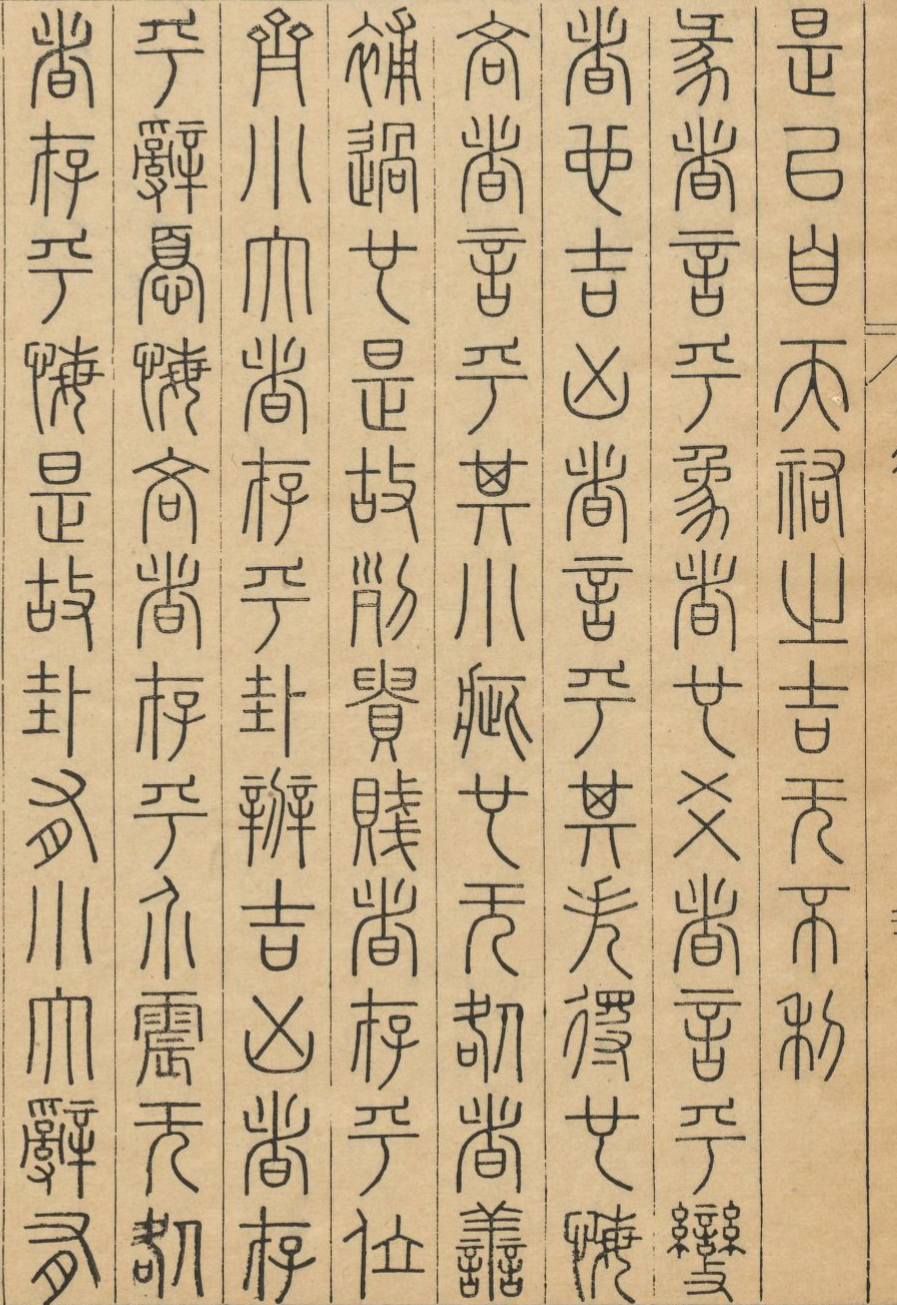 是以自天祐之吉无不利
彖者言乎象者也爻者言乎變
者也吉凶者言乎其失得也悔
吝者言乎其小疵也无咎者善
補過也是故列貴賤者存乎位
齊小大者存乎卦辨吉凶者存
乎辭憂悔吝者存乎介震无咎
者存乎悔是故卦有小大辭有